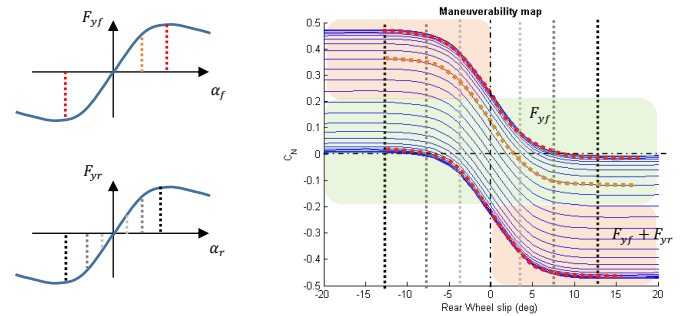 F_yf
α_f
F_yr
α_r
Maneuverability map
0.5
0.4
0.3
0.2
0.1
0
-0.1
-0.2
-0.3
-0.4
-0.5
C_N
F_yf
F_yf + F_yr
-20 -15 -10 -5 0 5 10 15 20
Rear Wheel slip (deg)